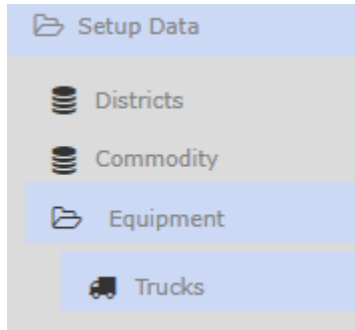 Setup Data
Districts
Commodity
Equipment
Trucks